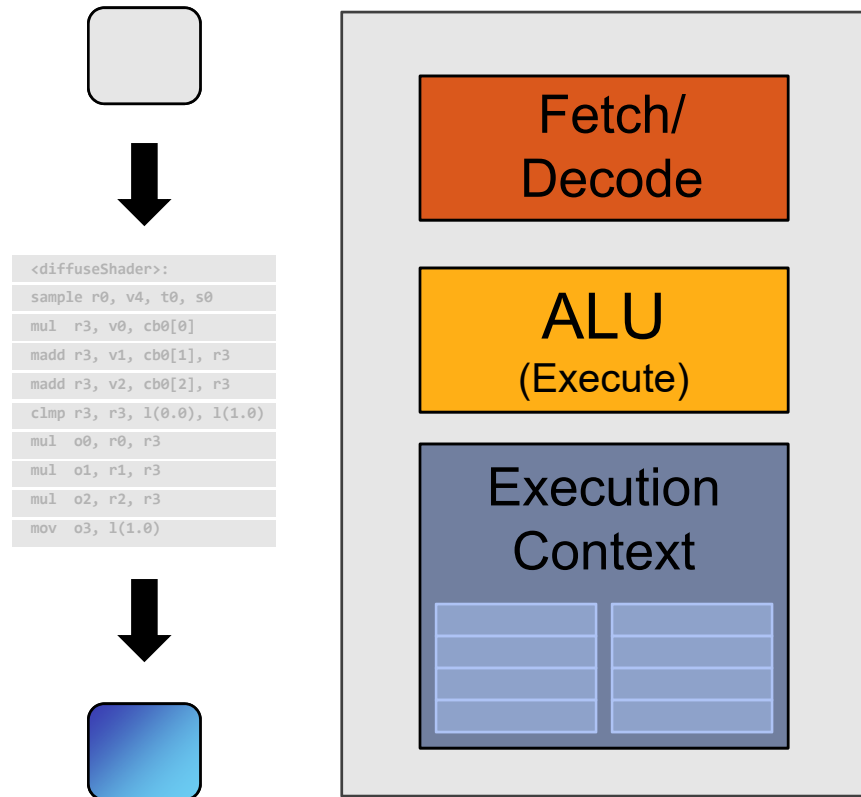 <diffuseShader>:
sample r0, v4, t0, s0
mul  r3, v0, cb0[0]
madd r3, v1, cb0[1], r3
madd r3, v2, cb0[2], r3
clmp r3, r3, l(0.0), l(1.0)
mul  o0, r0, r3
mul  o1, r1, r3
mul  o2, r2, r3
mov  o3, l(1.0)
Fetch/
Decode
ALU
(Execute)
Execution
Context